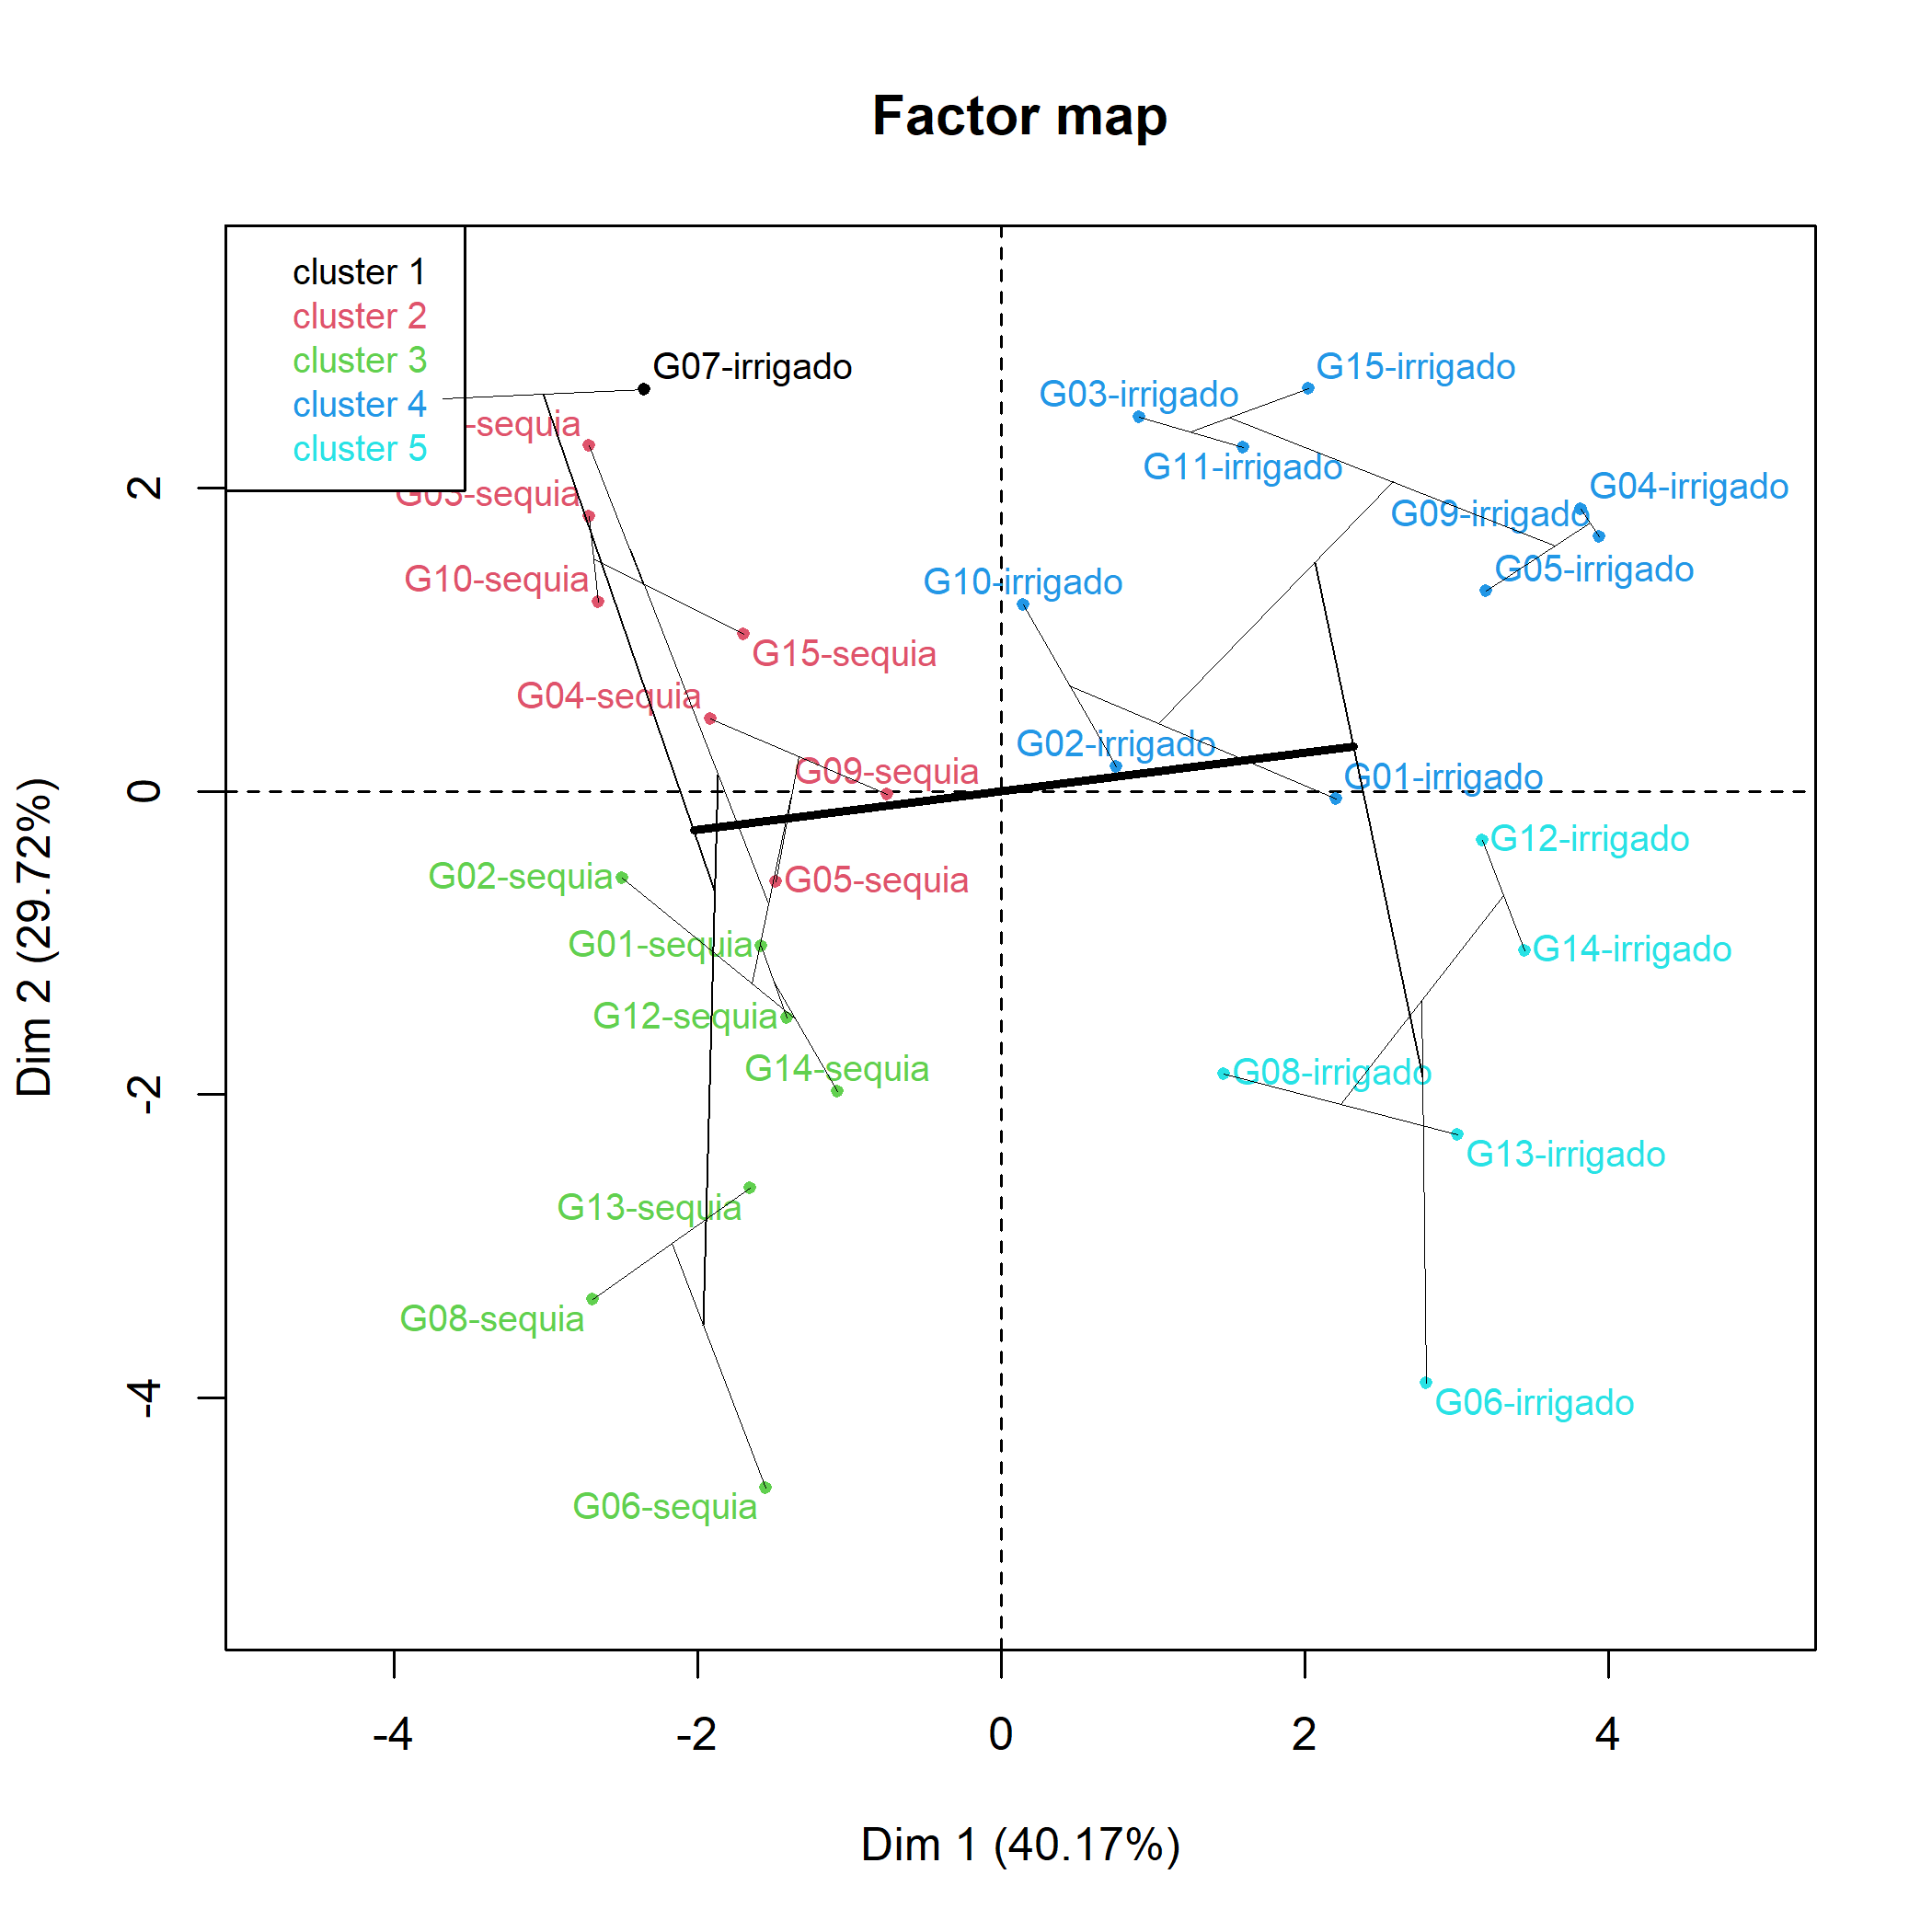 Factor map
cluster 1
cluster 2
cluster 3
cluster 4
cluster 5
G07-irrigado
G15-irrigado
G03-irrigado
-sequia
G11-irrigado
G04-irrigado
G03-sequia
G09-irrigado
G05-irrigado
G10-sequia
G10-irrigado
G15-sequia
G04-sequia
G02-irrigado
G09-sequia
G01-irrigado
G12-irrigado
G02-sequia
G05-sequia
G01-sequia
G14-irrigado
G12-sequia
G14-sequia
G08-irrigado
G13-irrigado
G13-sequia
G08-sequia
G06-irrigado
G06-sequia
2
0
-2
-4
Dim 2 (29.72%)
-4 -2 0 2 4
Dim 1 (40.17%)